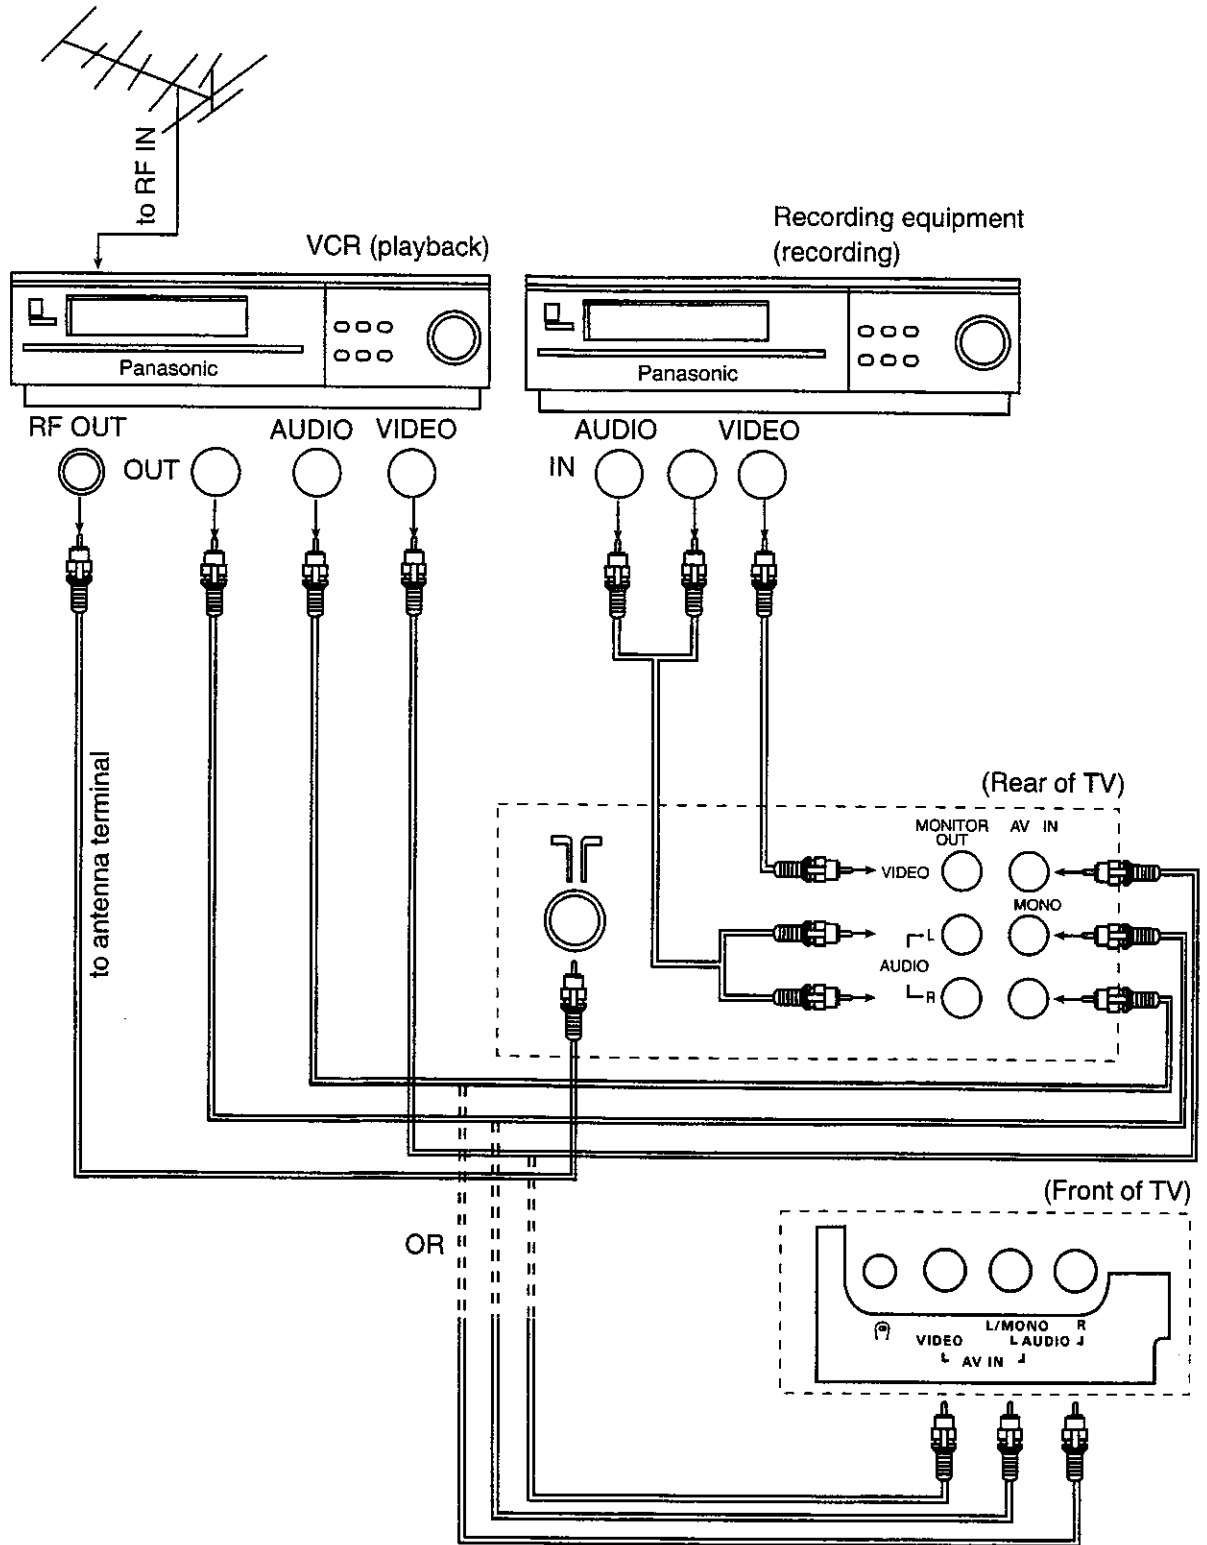 to RF IN
VCR (playback)
Recording equipment
(recording)
Panasonic
Panasonic
RF OUT
OUT
AUDIO
VIDEO
AUDIO
VIDEO
IN
to antenna terminal
(Rear of TV)
MONITOR
OUT
AV IN
VIDEO
MONO
L
AUDIO
R
(Front of TV)
OR
L/MONO
R
VIDEO
AUDIO
AV IN